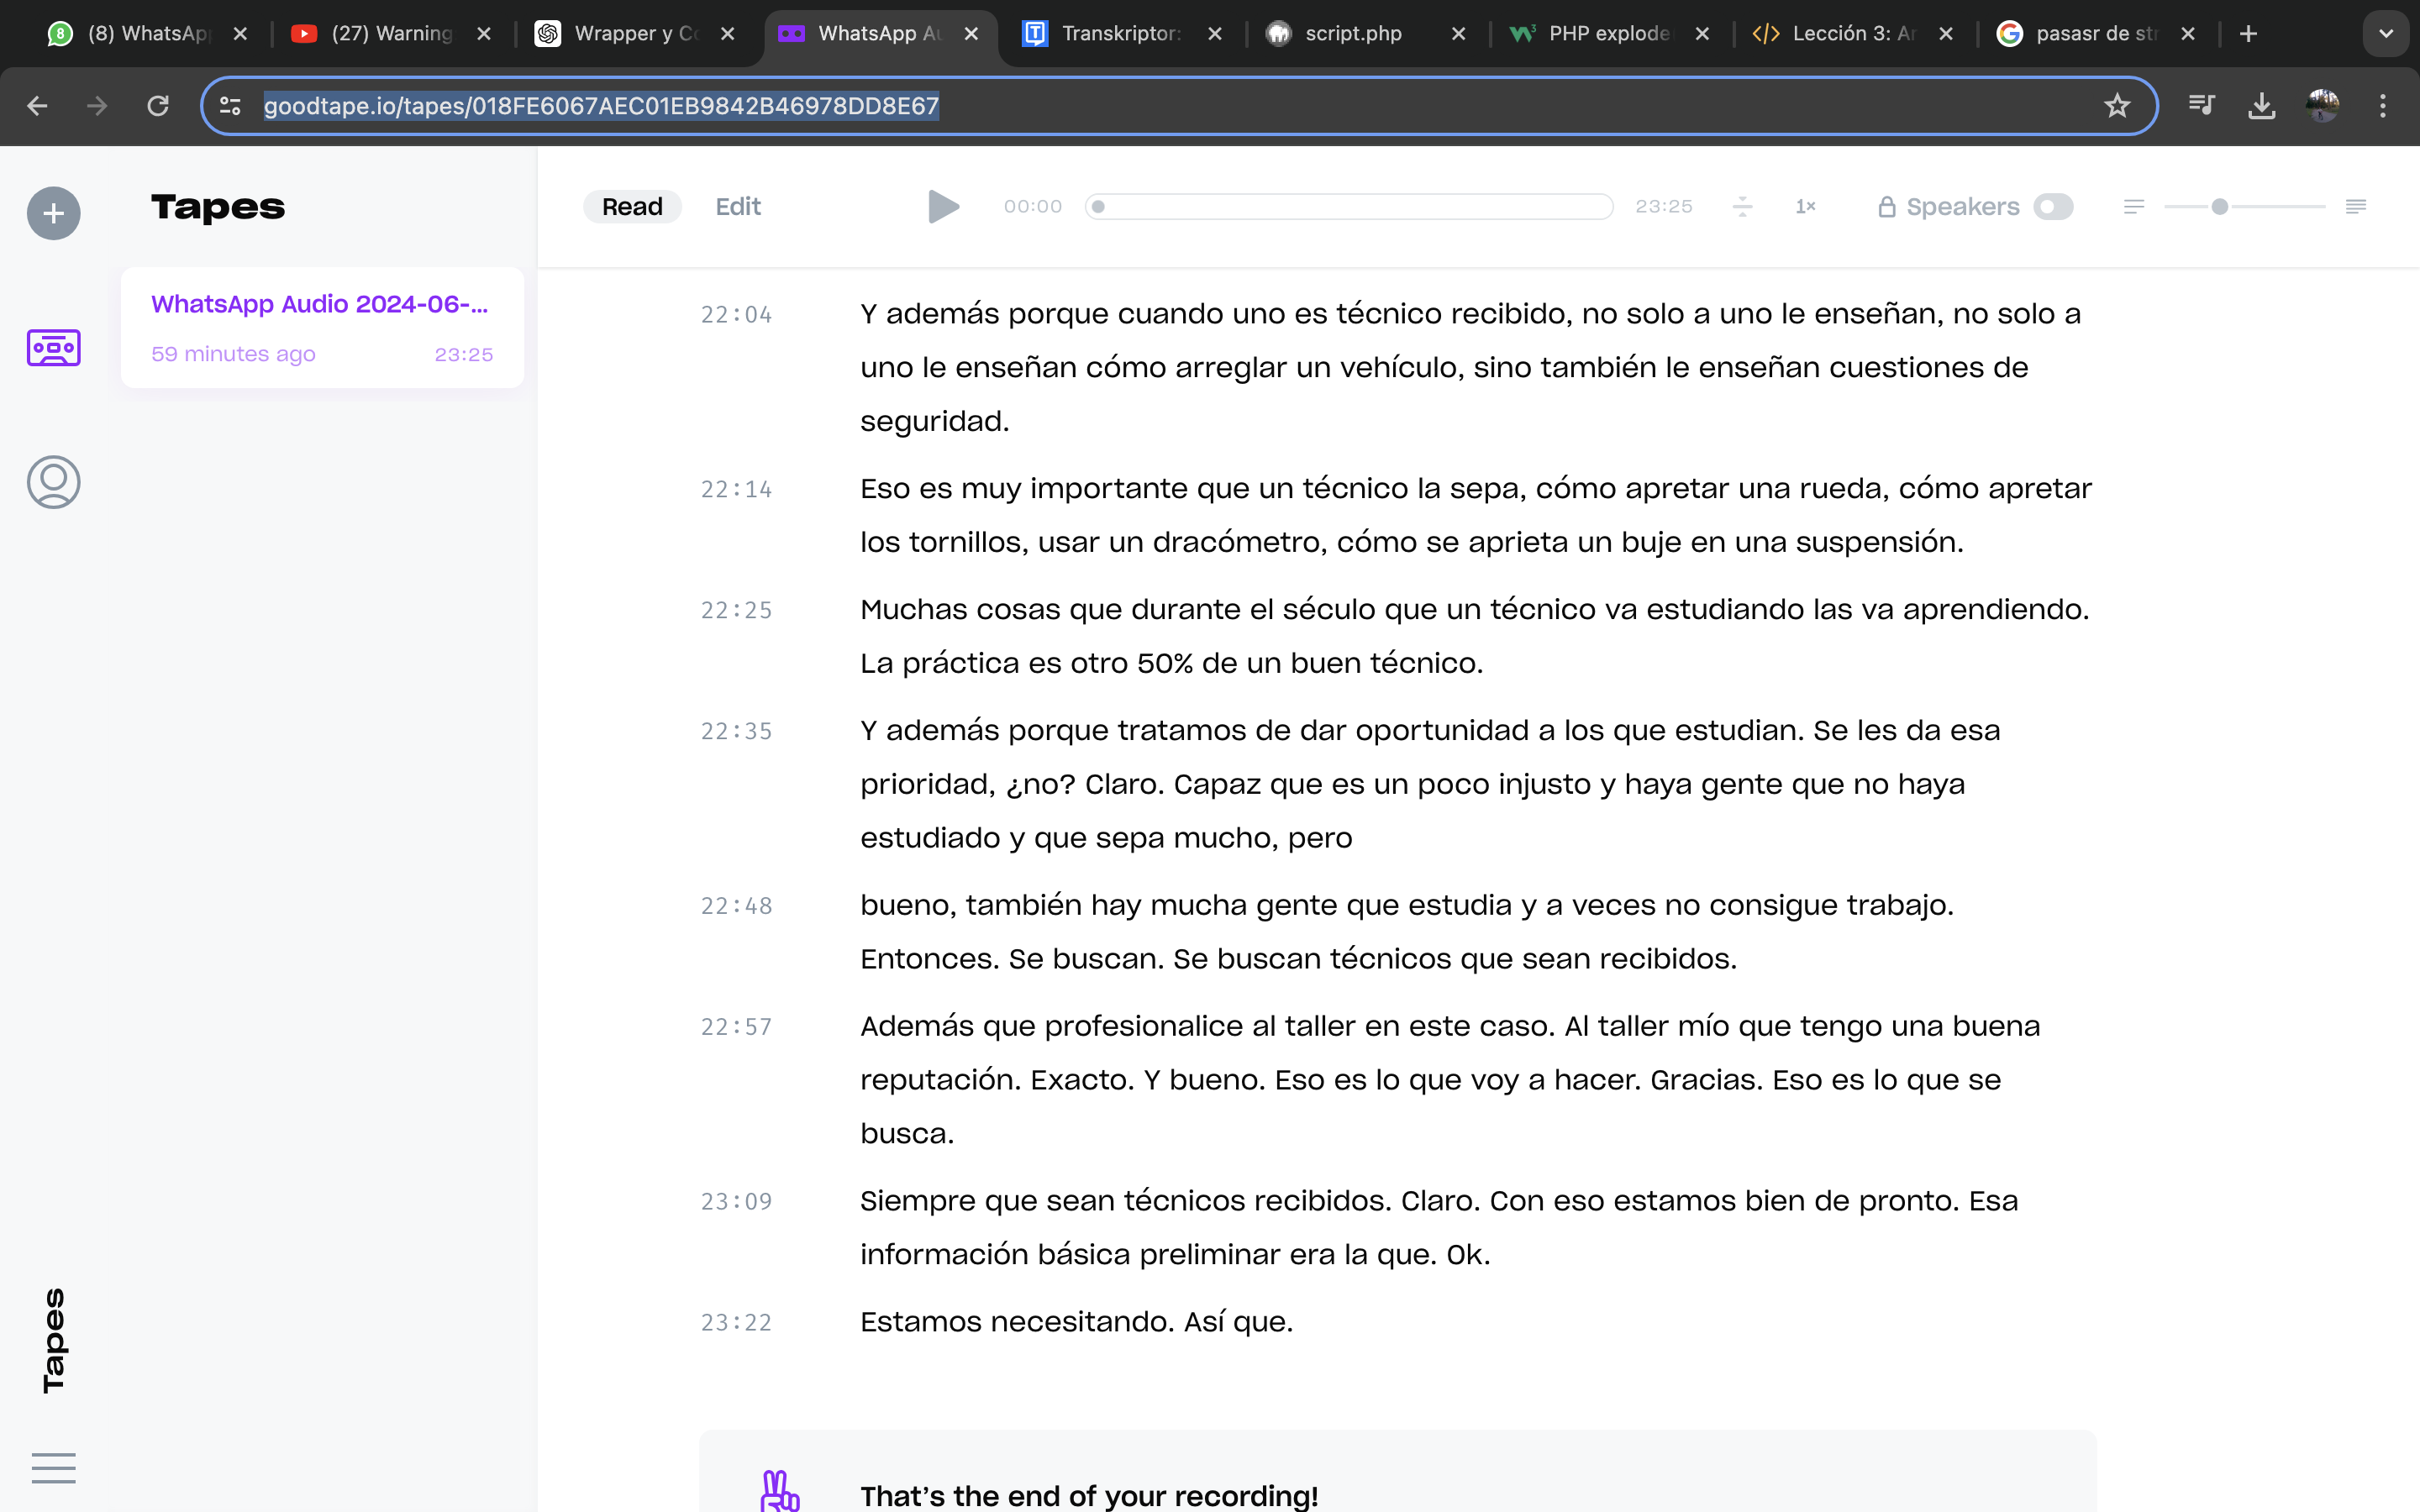 (8) WhatsApp
(27) Warning
Wrapper y Co
WhatsApp Au
Transkriptor:
script.php
PHP explode
Lección 3: Ar
pasasr de str
goodtape.io/tapes/018FE6067AEC01EB9842B46978DD8E67
Tapes
WhatsApp Audio 2024-06-...
59 minutes ago 23:25
Read Edit 00:00 23:25 1× Speakers
22:04 Y además porque cuando uno es técnico recibido, no solo a uno le enseñan, no solo a
uno le enseñan cómo arreglar un vehículo, sino también le enseñan cuestiones de
seguridad.
22:14 Eso es muy importante que un técnico la sepa, cómo apretar una rueda, cómo apretar
los tornillos, usar un dracómetro, cómo se aprieta un buje en una suspensión.
22:25 Muchas cosas que durante el século que un técnico va estudiando las va aprendiendo.
La práctica es otro 50% de un buen técnico.
22:35 Y además porque tratamos de dar oportunidad a los que estudian. Se les da esa
prioridad, ¿no? Claro. Capaz que es un poco injusto y haya gente que no haya
estudiado y que sepa mucho, pero
22:48 bueno, también hay mucha gente que estudia y a veces no consigue trabajo.
Entonces. Se buscan. Se buscan técnicos que sean recibidos.
22:57 Además que profesionalice al taller en este caso. Al taller mío que tengo una buena
reputación. Exacto. Y bueno. Eso es lo que voy a hacer. Gracias. Eso es lo que se
busca.
23:09 Siempre que sean técnicos recibidos. Claro. Con eso estamos bien de pronto. Esa
información básica preliminar era la que. Ok.
23:22 Estamos necesitando. Así que.
Tapes
That's the end of your recording!